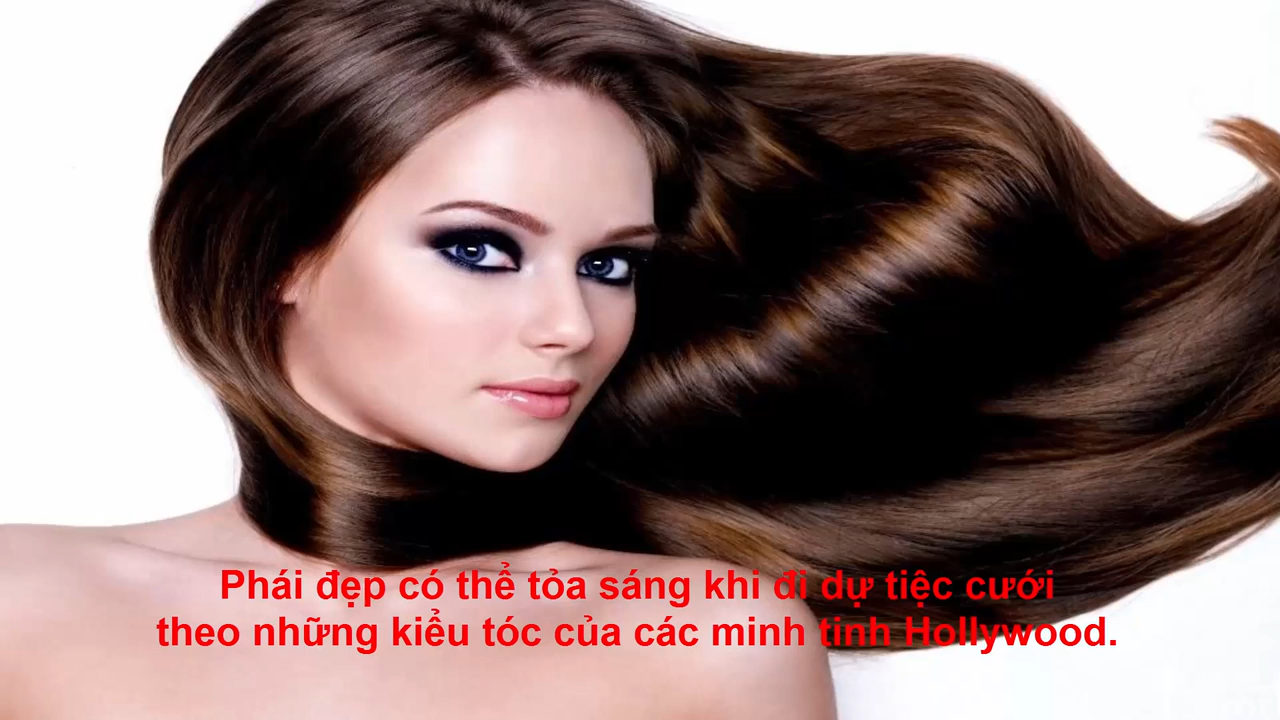 Phái đẹp có thể tỏa sáng khi đi dự tiệc cưới
theo những kiểu tóc của các minh tinh Hollywood.